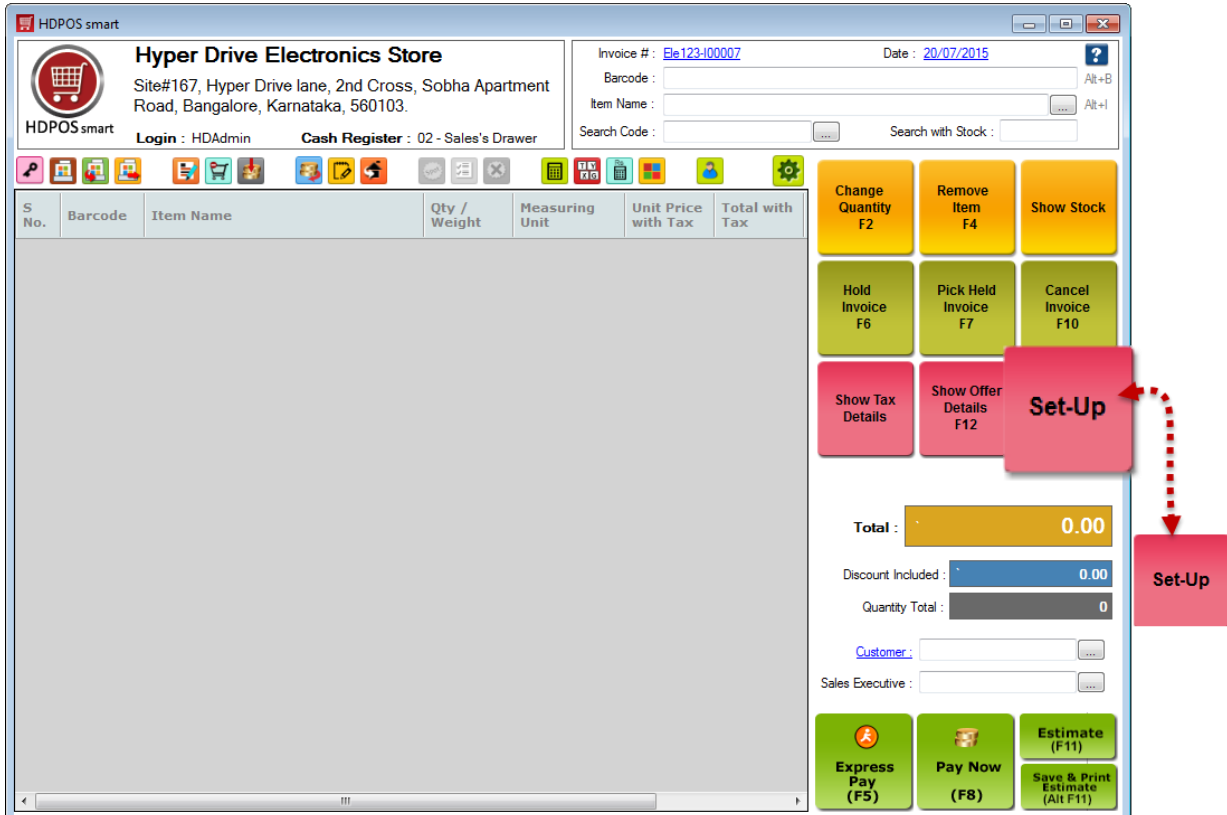 HDPOS smart
Hyper Drive Electronics Store
Site#167, Hyper Drive lane, 2nd Cross, Sobha Apartment
Road, Bangalore, Karnataka, 560103.
HDPOS smart
Login : HDAdmin Cash Register : 02 - Sales's Drawer
Invoice # : Ele123-I00007 Date : 20/07/2015 ?
Barcode : Alt+B
Item Name : ... Alt+I
Search Code : ... Search with Stock :
S No. Barcode Item Name Qty / Weight Measuring Unit Unit Price with Tax Total with Tax
Change
Quantity
F2
Remove
Item
F4
Show Stock
Hold
Invoice
F6
Pick Held
Invoice
F7
Cancel
Invoice
F10
Show Tax
Details
Show Offer
Details
F12
Set-Up
Total : ` 0.00
Discount Included : ` 0.00
Set-Up
Quantity Total : 0
Customer : ...
Sales Executive : ...
Express
Pay
(F5)
Pay Now
(F8)
Estimate
(F11)
Save & Print
Estimate
(Alt F11)